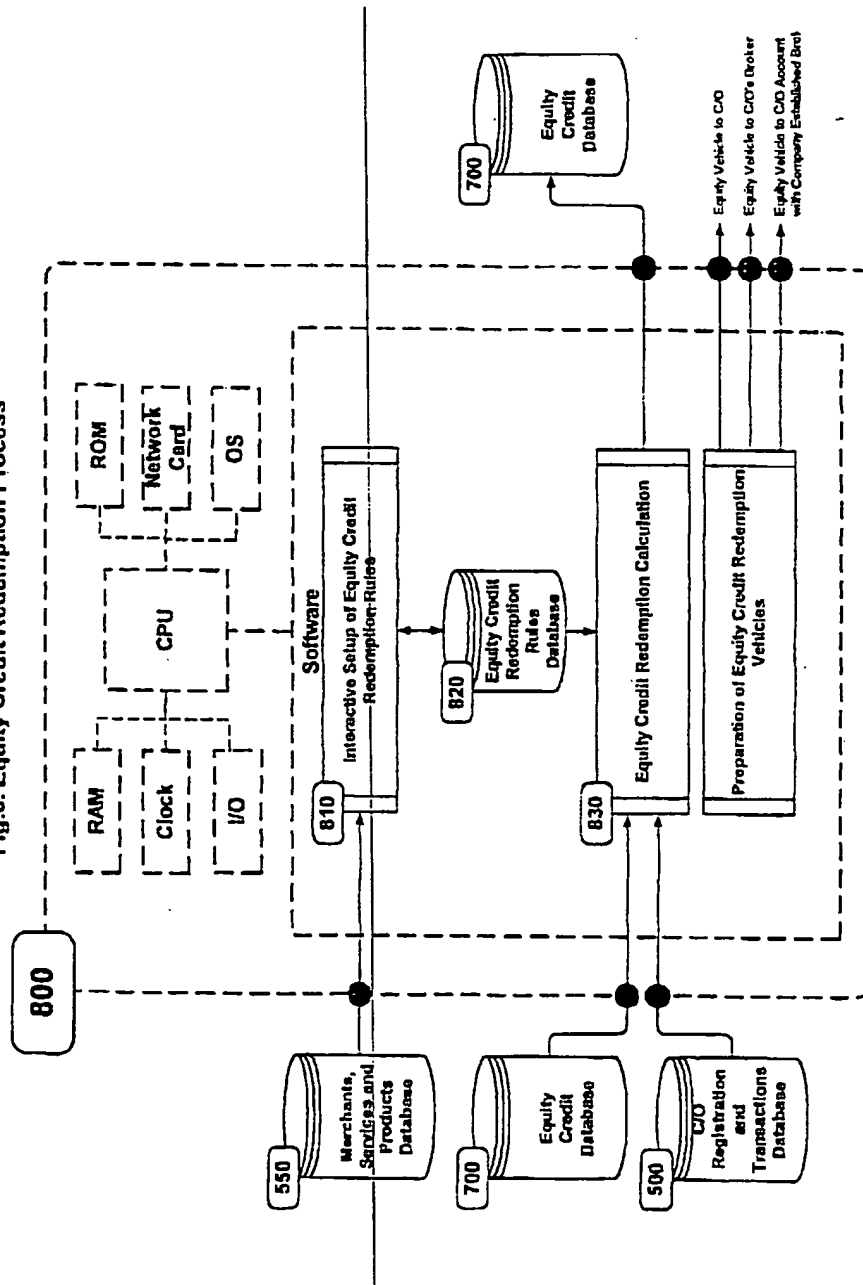 Fig.8: Equity Credit Redemption Process
800
RAM
Clock
I/O
CPU
ROM
Network
Card
OS
Software
550
Merchants,
Services and
Products
Database
810
Interactive Setup of Equity Credit
Redemption Rules
820
Equity Credit
Redemption
Rules
Database
700
Equity
Credit
Database
500
C/O
Registration
and
Transactions
Database
830
Equity Credit Redemption Calculation
Preparation of Equity Credit Redemption
Vehicles
700
Equity
Credit
Database
Equity Vehicle to C/O
Equity Vehicle to C/O's Broker
Equity Vehicle to C/O Account
with Company Established Brok